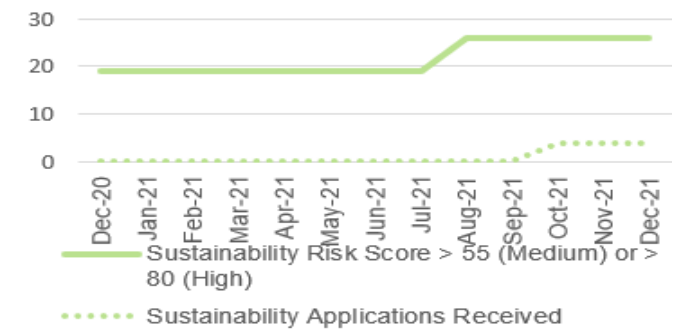 30
20
10
0
Dec-20
Jan-21
Feb-21
Mar-21
Apr-21
May-21
Jun-21
Jul-21
Aug-21
Sep-21
Oct-21
Nov-21
Dec-21
Sustainability Risk Score > 55 (Medium) or >
80 (High)
Sustainability Applications Received